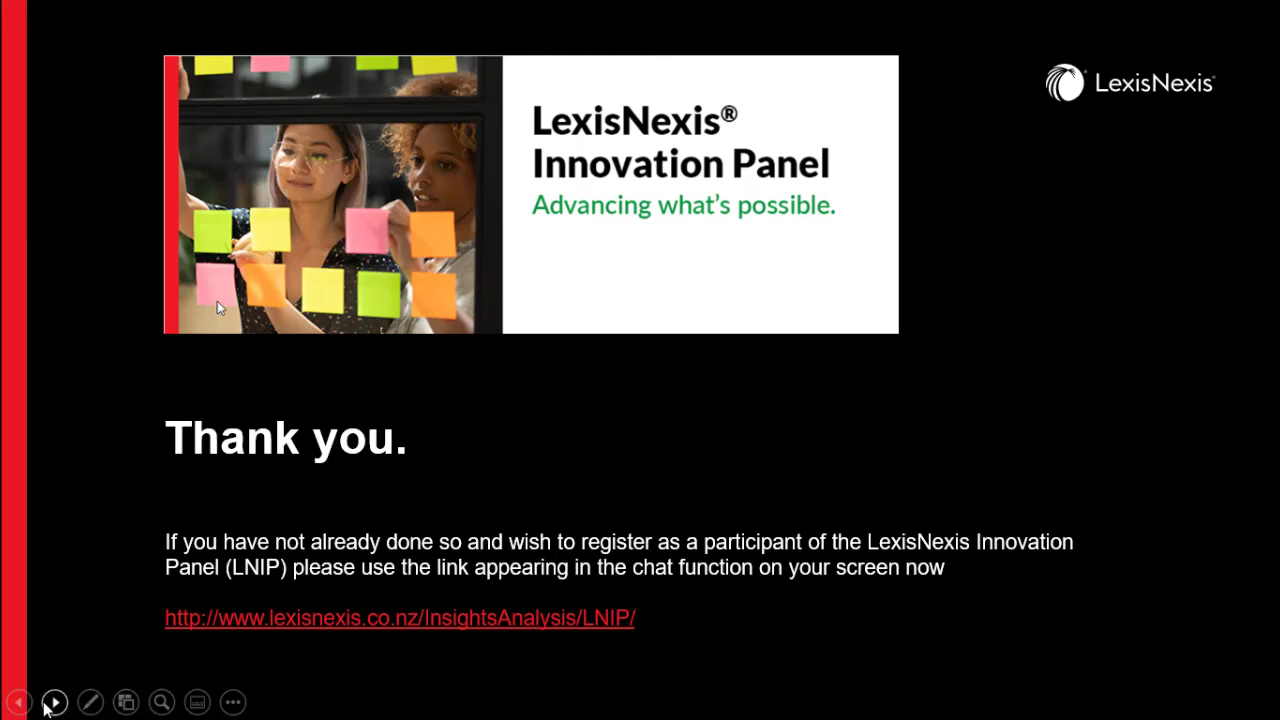 LexisNexis®
Innovation Panel
Advancing what's possible.
LexisNexis®
Thank you.
If you have not already done so and wish to register as a participant of the LexisNexis Innovation
Panel (LNIP) please use the link appearing in the chat function on your screen now
http://www.lexisnexis.co.nz/InsightsAnalysis/LNIP/